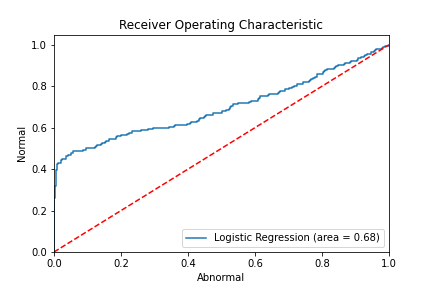 Receiver Operating Characteristic
1.0
0.8
0.6
0.4
0.2
0.0
Normal
Logistic Regression (area = 0.68)
0.0 0.2 0.4 0.6 0.8 1.0
Abnormal